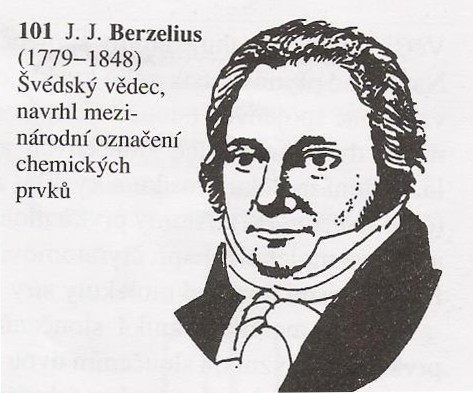 101 J. J. Berzelius
(1779–1848)
Švédský vědec,
navrhl mezi-
národní označení
chemických
prvků